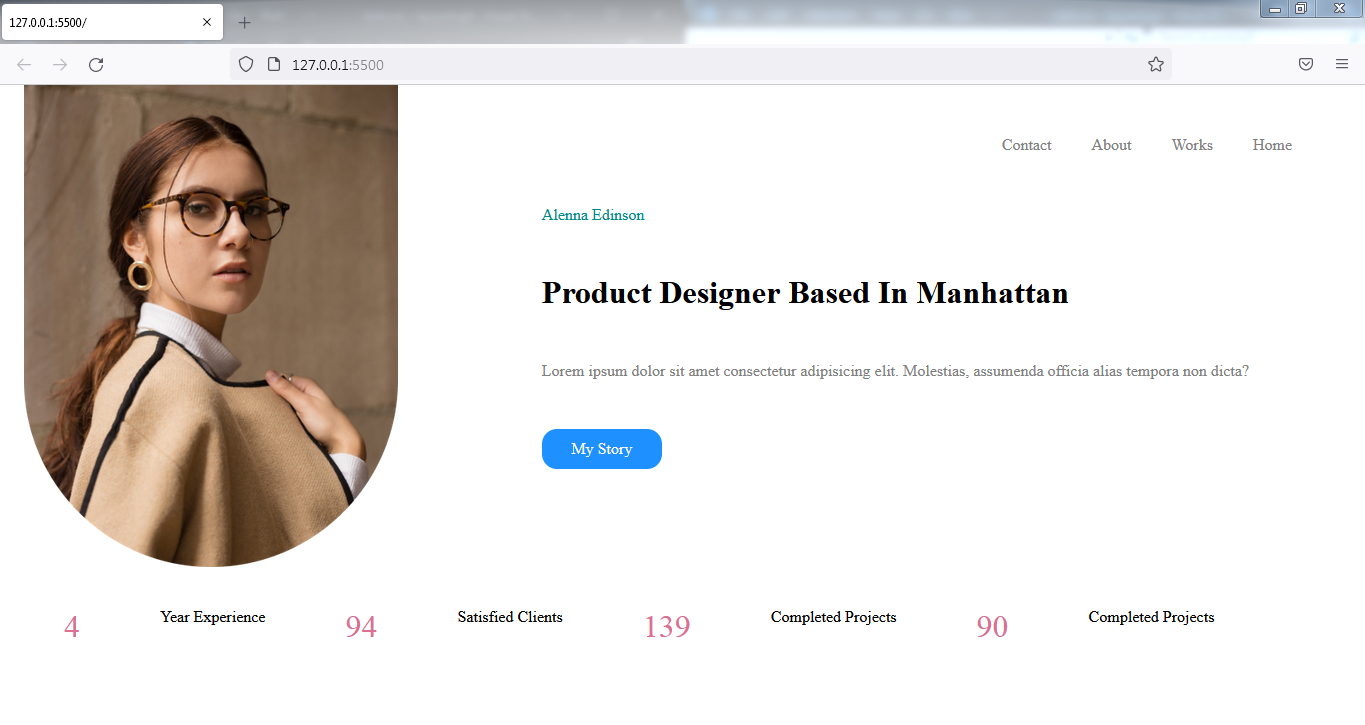 127.0.0.1:5500/
127.0.0.1:5500
Contact About Works Home
Alenna Edinson
Product Designer Based In Manhattan
Lorem ipsum dolor sit amet consectetur adipisicing elit. Molestias, assumenda officia alias tempora non dicta?
My Story
4 Year Experience 94 Satisfied Clients 139 Completed Projects 90 Completed Projects